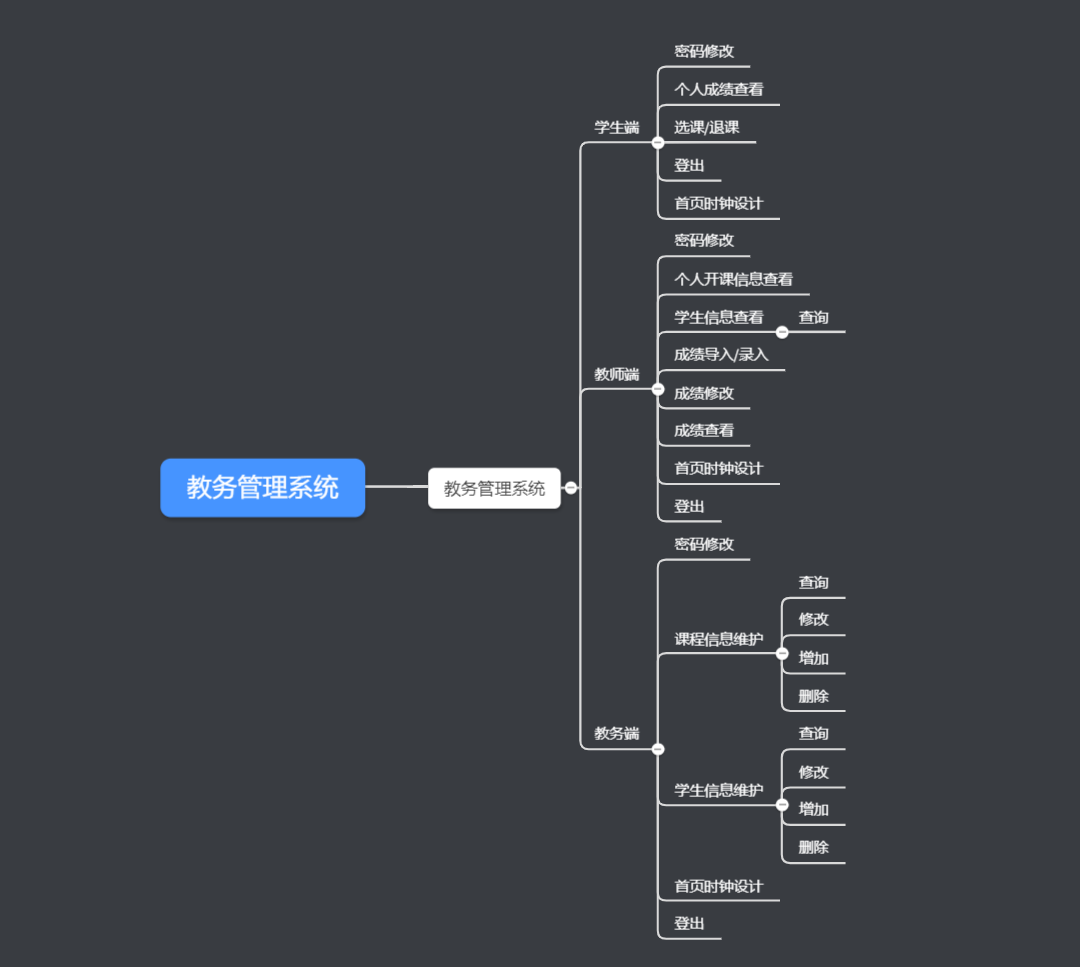 教务管理系统
教务管理系统
学生端
密码修改
个人成绩查看
选课/退课
登出
首页时钟设计
教师端
密码修改
个人开课信息查看
学生信息查看
查询
成绩导入/录入
成绩修改
成绩查看
首页时钟设计
登出
教务端
密码修改
课程信息维护
查询
修改
增加
删除
学生信息维护
查询
修改
增加
删除
首页时钟设计
登出